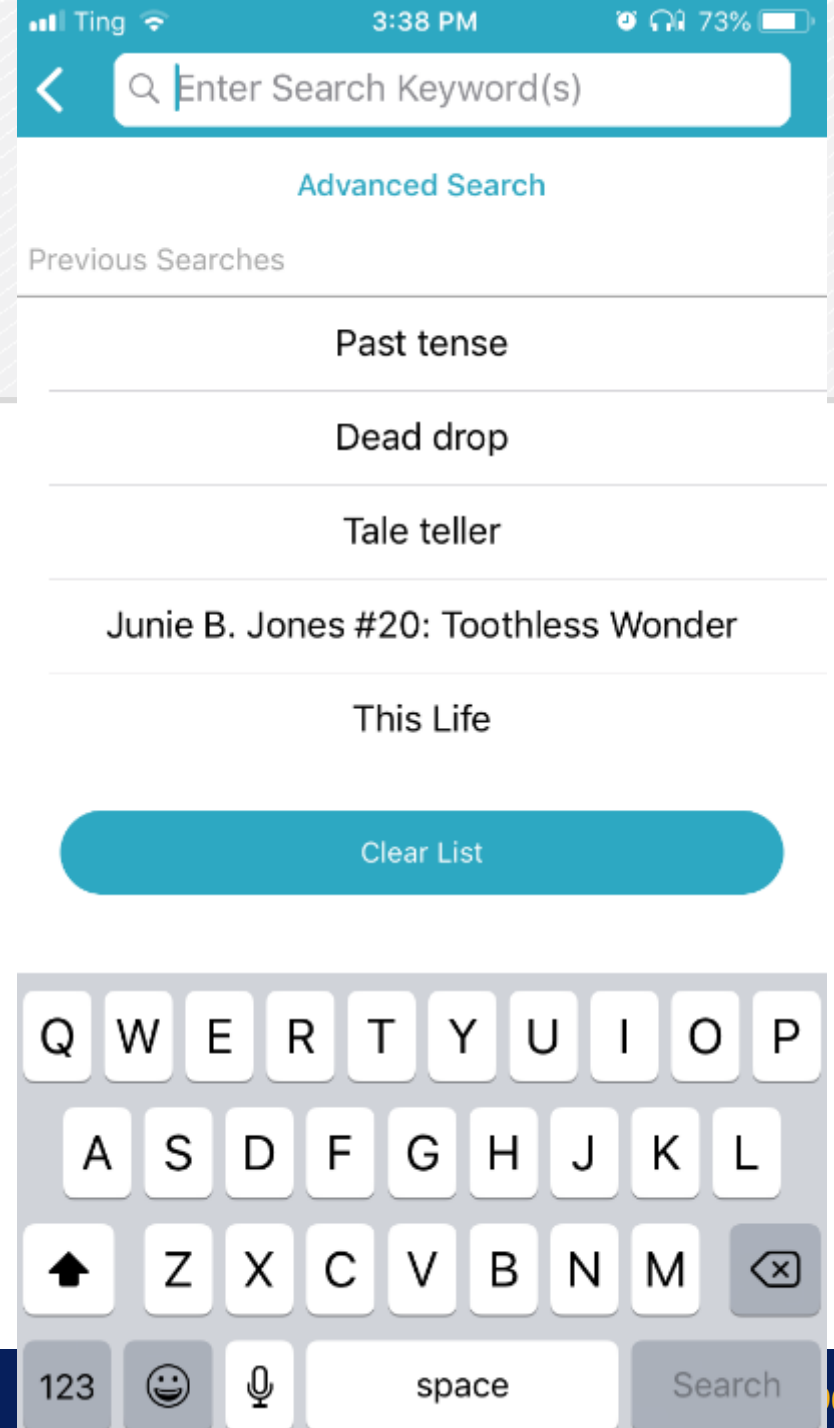 Ting 3:38 PM 73%
Enter Search Keyword(s)
Advanced Search
Previous Searches
Past tense
Dead drop
Tale teller
Junie B. Jones #20: Toothless Wonder
This Life
Clear List
Q W E R T Y U I O P
A S D F G H J K L
Z X C V B N M
123 space Search